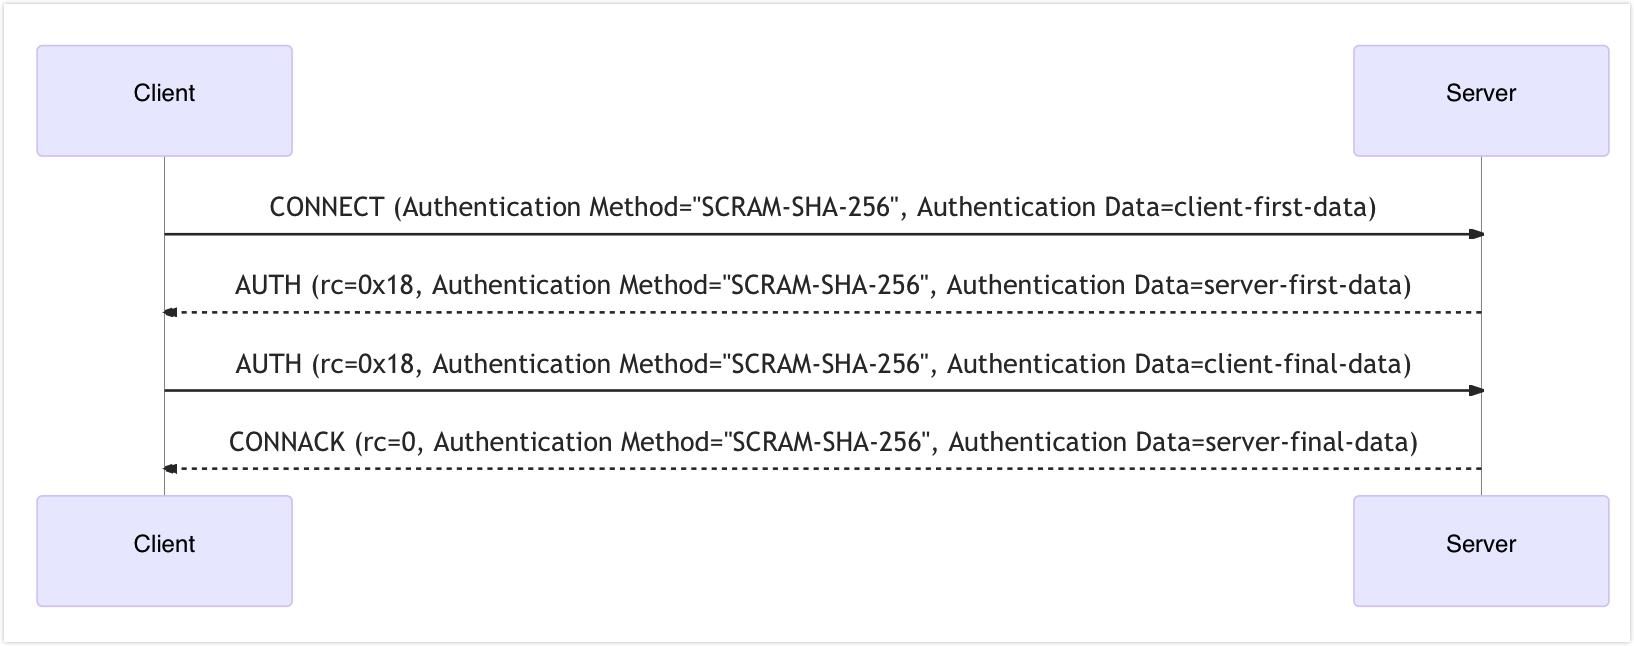 Client
Server
CONNECT (Authentication Method="SCRAM-SHA-256", Authentication Data=client-first-data)
AUTH (rc=0x18, Authentication Method="SCRAM-SHA-256", Authentication Data=server-first-data)
AUTH (rc=0x18, Authentication Method="SCRAM-SHA-256", Authentication Data=client-final-data)
CONNACK (rc=0, Authentication Method="SCRAM-SHA-256", Authentication Data=server-final-data)
Client
Server